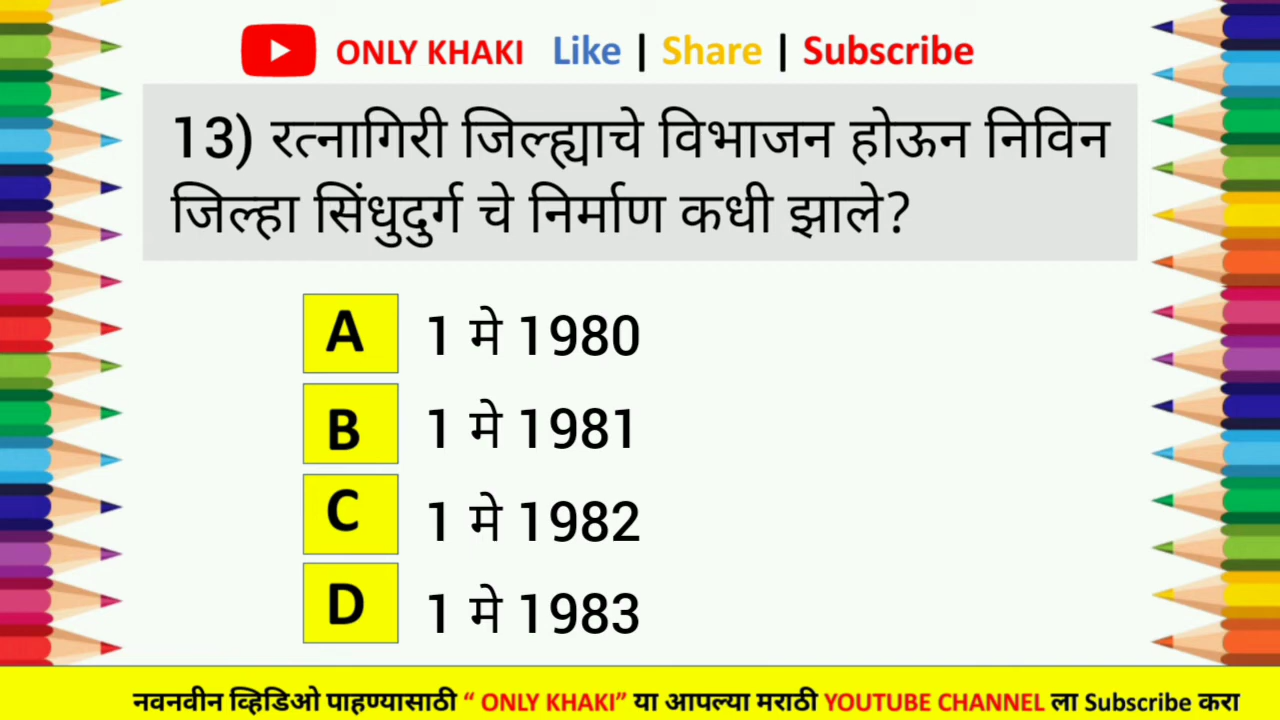 ONLY KHAKI Like | Share | Subscribe
13) रत्नागिरी जिल्ह्याचे विभाजन होऊन निविन
जिल्हा सिंधुदुर्ग चे निर्माण कधी झाले?
A 1 मे 1980
B 1 मे 1981
C 1 मे 1982
D 1 मे 1983
नवनवीन व्हिडिओ पाहण्यासाठी “ ONLY KHAKI” या आपल्या मराठी YOUTUBE CHANNEL ला Subscribe करा